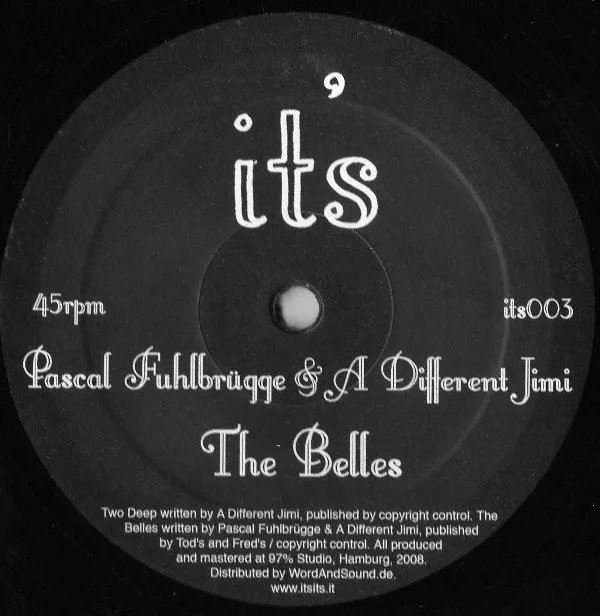 it's
45rpm
its003
Pascal Fuhlbrügge & A Different Jimi
The Belles
Two Deep written by A Different Jimi, published by copyright control. The
Belles written by Pascal Fuhlbrügge & A Different Jimi, published
by Tod's and Fred's / copyright control. All produced
and mastered at 97% Studio, Hamburg, 2008.
Distributed by WordAndSound.de.
www.itsits.it